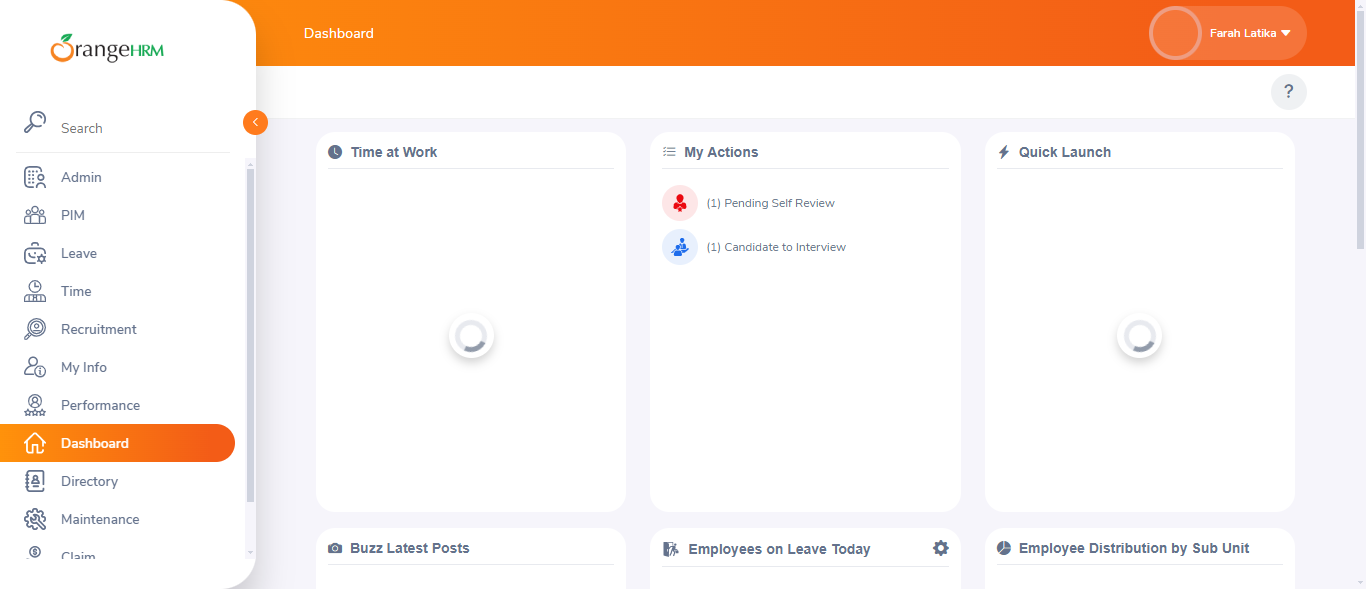 OrangeHRM
Dashboard
Farah Latika
?
Search
Admin
PIM
Leave
Time
Recruitment
My Info
Performance
Dashboard
Directory
Maintenance
Claim
Time at Work
My Actions
(1) Pending Self Review
(1) Candidate to Interview
Quick Launch
Buzz Latest Posts
Employees on Leave Today
Employee Distribution by Sub Unit